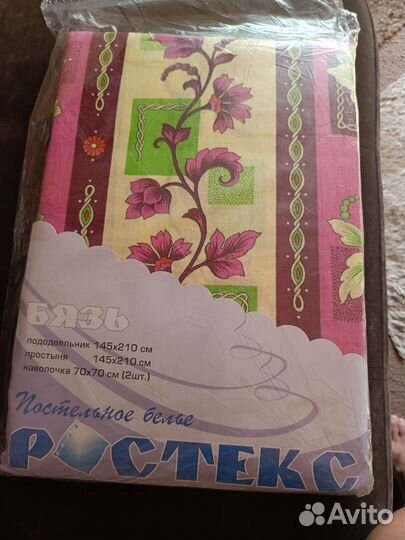 БЯЗЬ
пододеяльник 145x210 см
простыня 145x210 см
наволочка 70x70 см (2шт.)
Постельное белье
РОСТЕКС
Avito